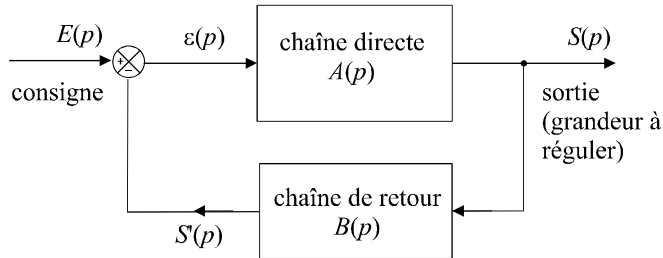 E(p)
consigne
+
−
ε(p)
chaîne directe
A(p)
S(p)
sortie
(grandeur à
réguler)
chaîne de retour
B(p)
S'(p)